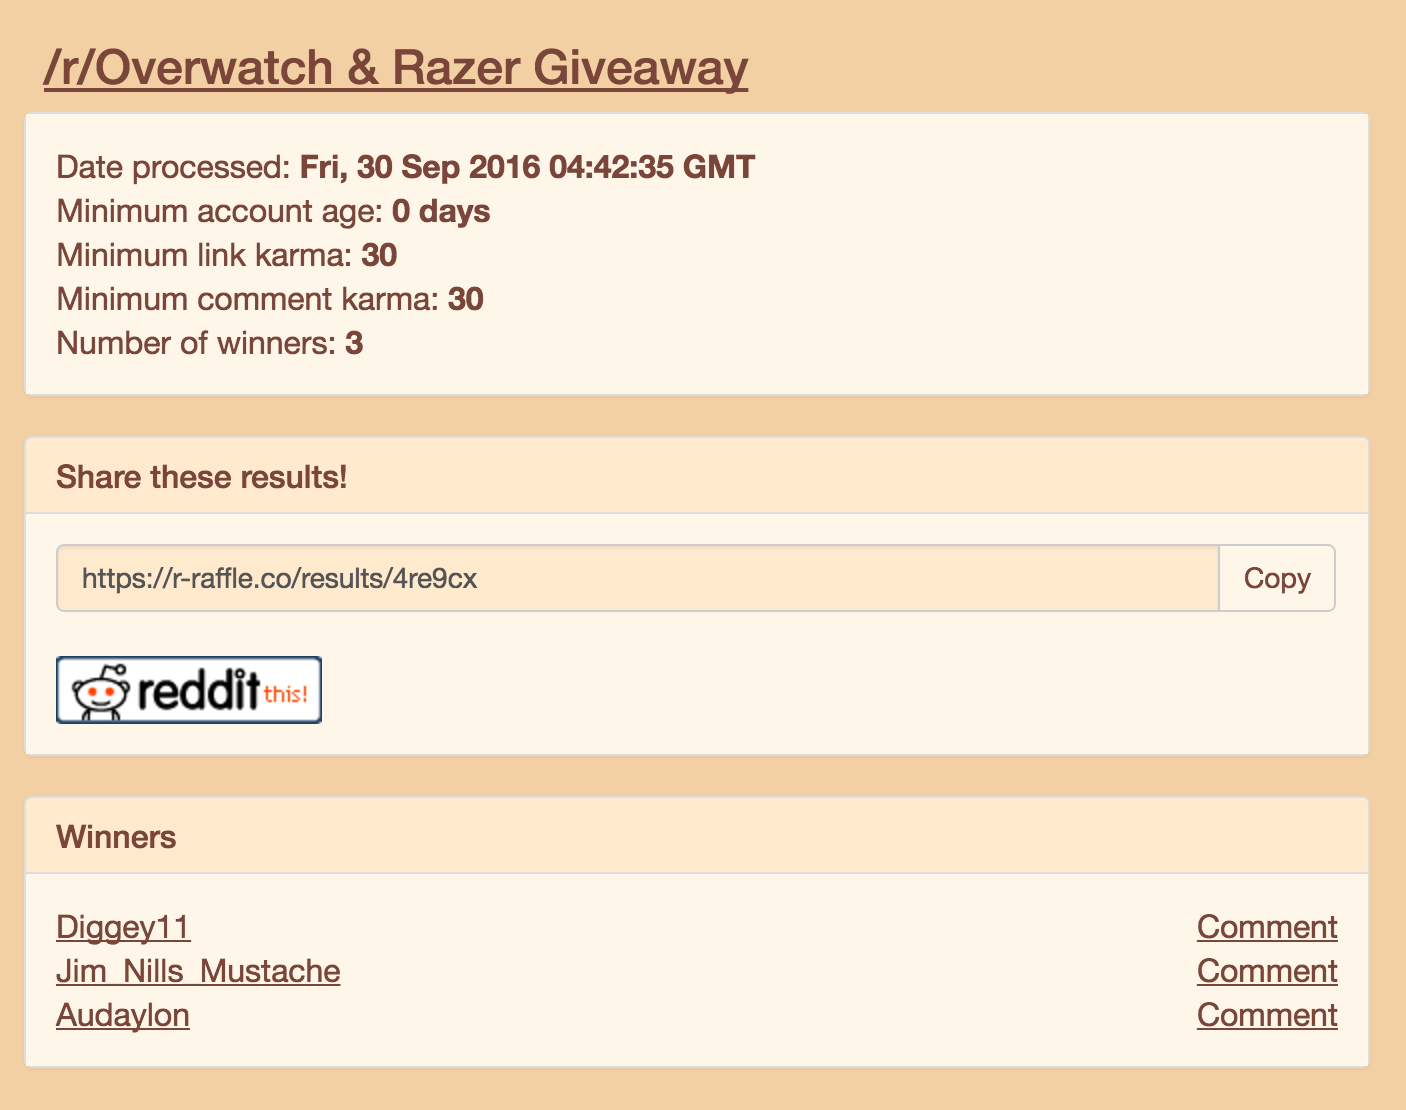 /r/Overwatch & Razer Giveaway
Date processed: Fri, 30 Sep 2016 04:42:35 GMT
Minimum account age: 0 days
Minimum link karma: 30
Minimum comment karma: 30
Number of winners: 3
Share these results!
https://r-raffle.co/results/4re9cx Copy
reddit this!
Winners
Diggey11 Comment
Jim_Nills_Mustache Comment
Audaylon Comment